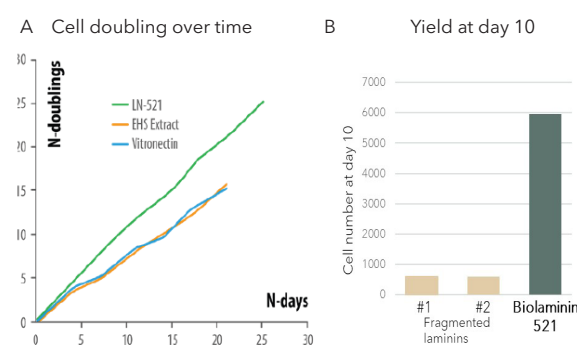 A Cell doubling over time
N-doublings
30
25
20
15
10
5
0
LN-521
EHS Extract
Vitronectin
N-days
0 5 10 15 20 25 30
B Yield at day 10
Cell number at day 10
7000
6000
5000
4000
3000
2000
1000
0
#1 #2 Biolaminin
521
Fragmented
laminins